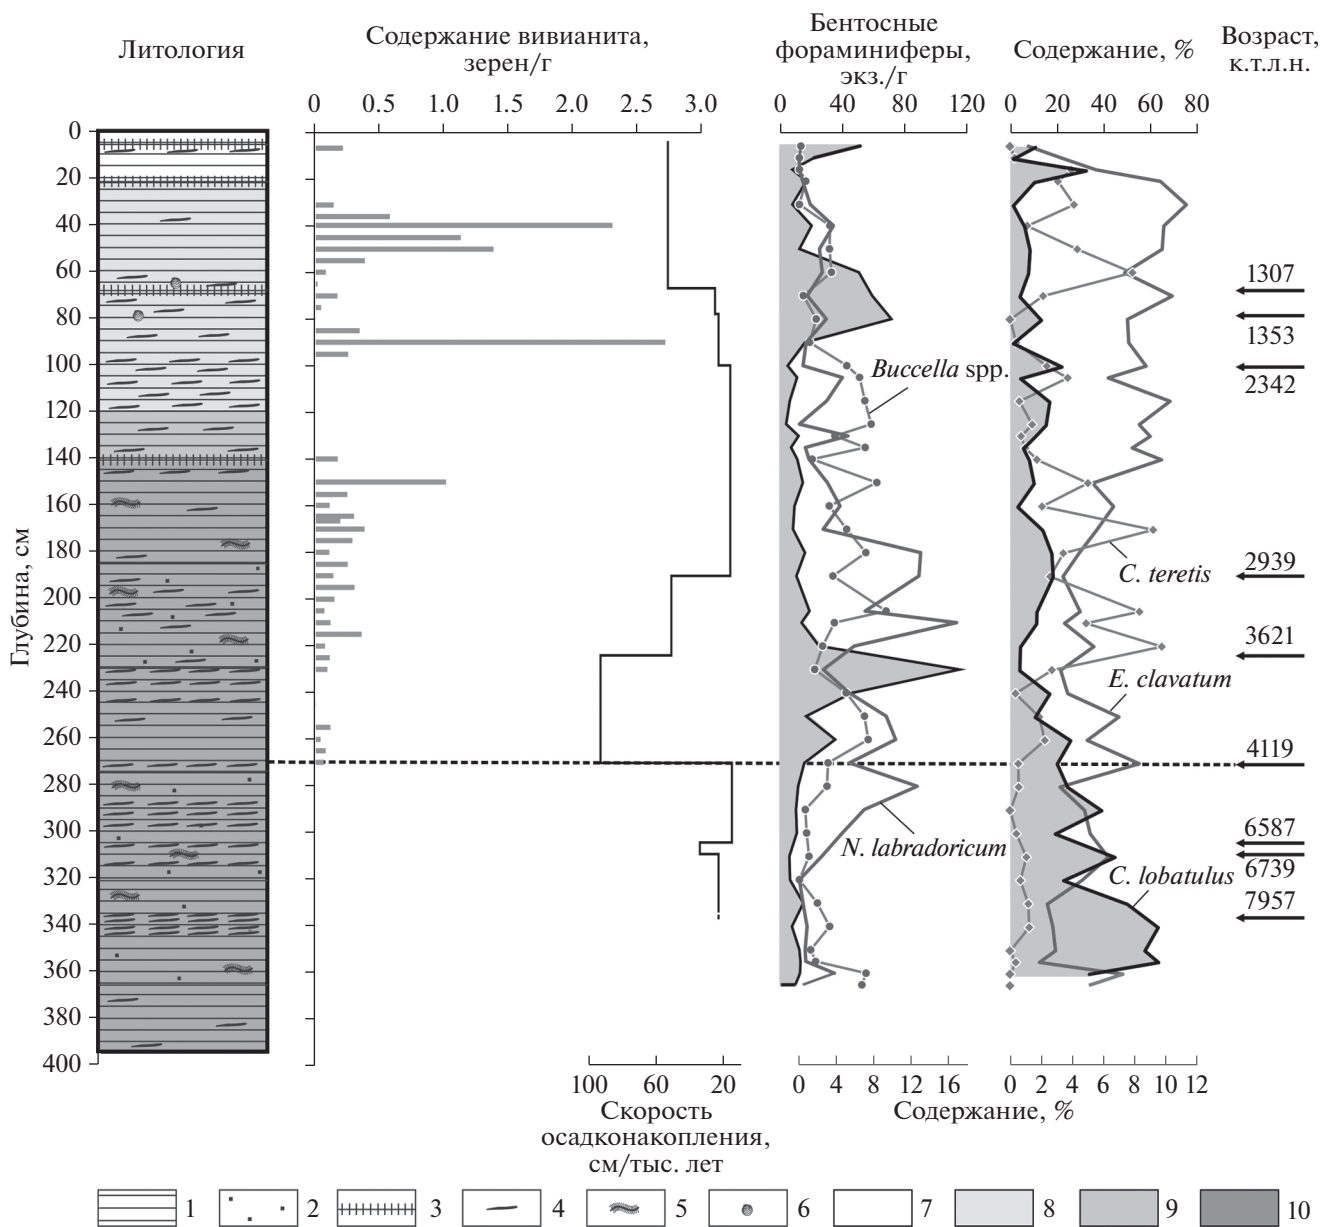 Литология
Содержание вивианита,
зерен/г
Бентосные
фораминиферы,
экз./г
Содержание, %
Возраст,
к.т.л.н.
0 0.5 1.0 1.5 2.0 2.5 3.0
0 40 80 120
0 20 40 60 80
Глубина, см
0
20
40
60
80
100
120
140
160
180
200
220
240
260
280
300
320
340
360
380
400
Buccella spp.
N. labradoricum
C. teretis
E. clavatum
C. lobatulus
1307
1353
2342
2939
3621
4119
6587
6739
7957
100 60 20
Скорость
осадконакопления,
см/тыс. лет
0 4 8 12 16
0 2 4 6 8 10 12
Содержание, %
1 2 3 4 5 6 7 8 9 10